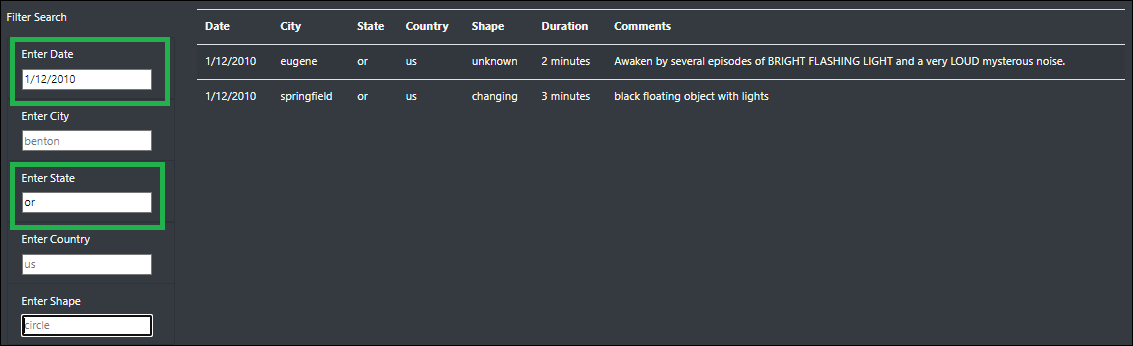 Filter Search
Enter Date
1/12/2010
Enter City
benton
Enter State
or
Enter Country
us
Enter Shape
circle
Date City State Country Shape Duration Comments
1/12/2010 eugene or us unknown 2 minutes Awaken by several episodes of BRIGHT FLASHING LIGHT and a very LOUD mysterous noise.
1/12/2010 springfield or us changing 3 minutes black floating object with lights